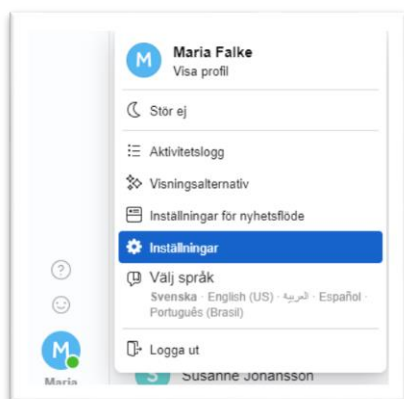 M
Maria Falke
Visa profil
Stör ej
Aktivitetslogg
Visningsalternativ
Inställningar för nyhetsflöde
Inställningar
Välj språk
Svenska · English (US) · العربية · Español ·
Português (Brasil)
Logga ut
?
M
Maria
S Susanne Johansson